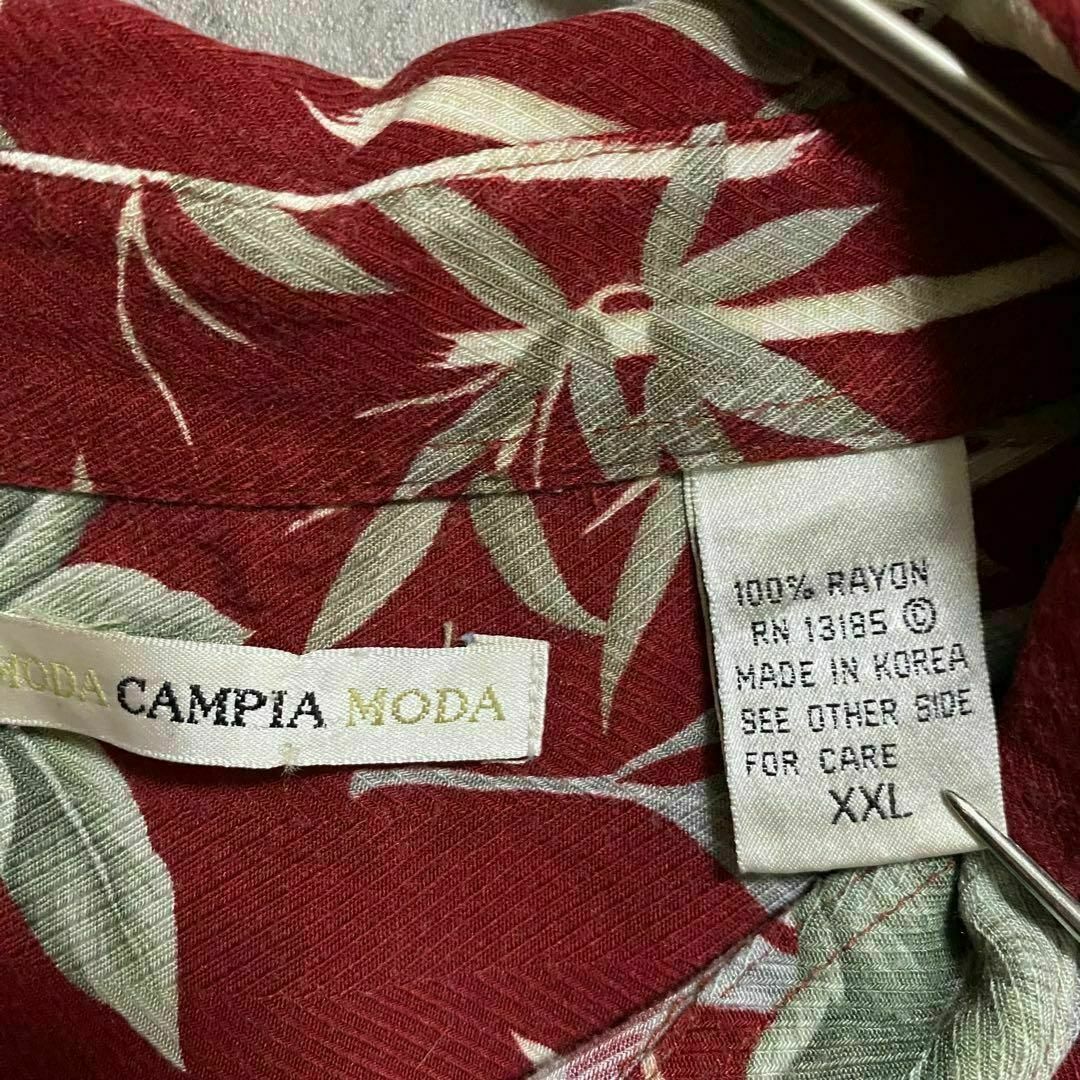 MODA CAMPIA MODA
100% RAYON
RN 13185 ©
MADE IN KOREA
SEE OTHER SIDE
FOR CARE
XXL